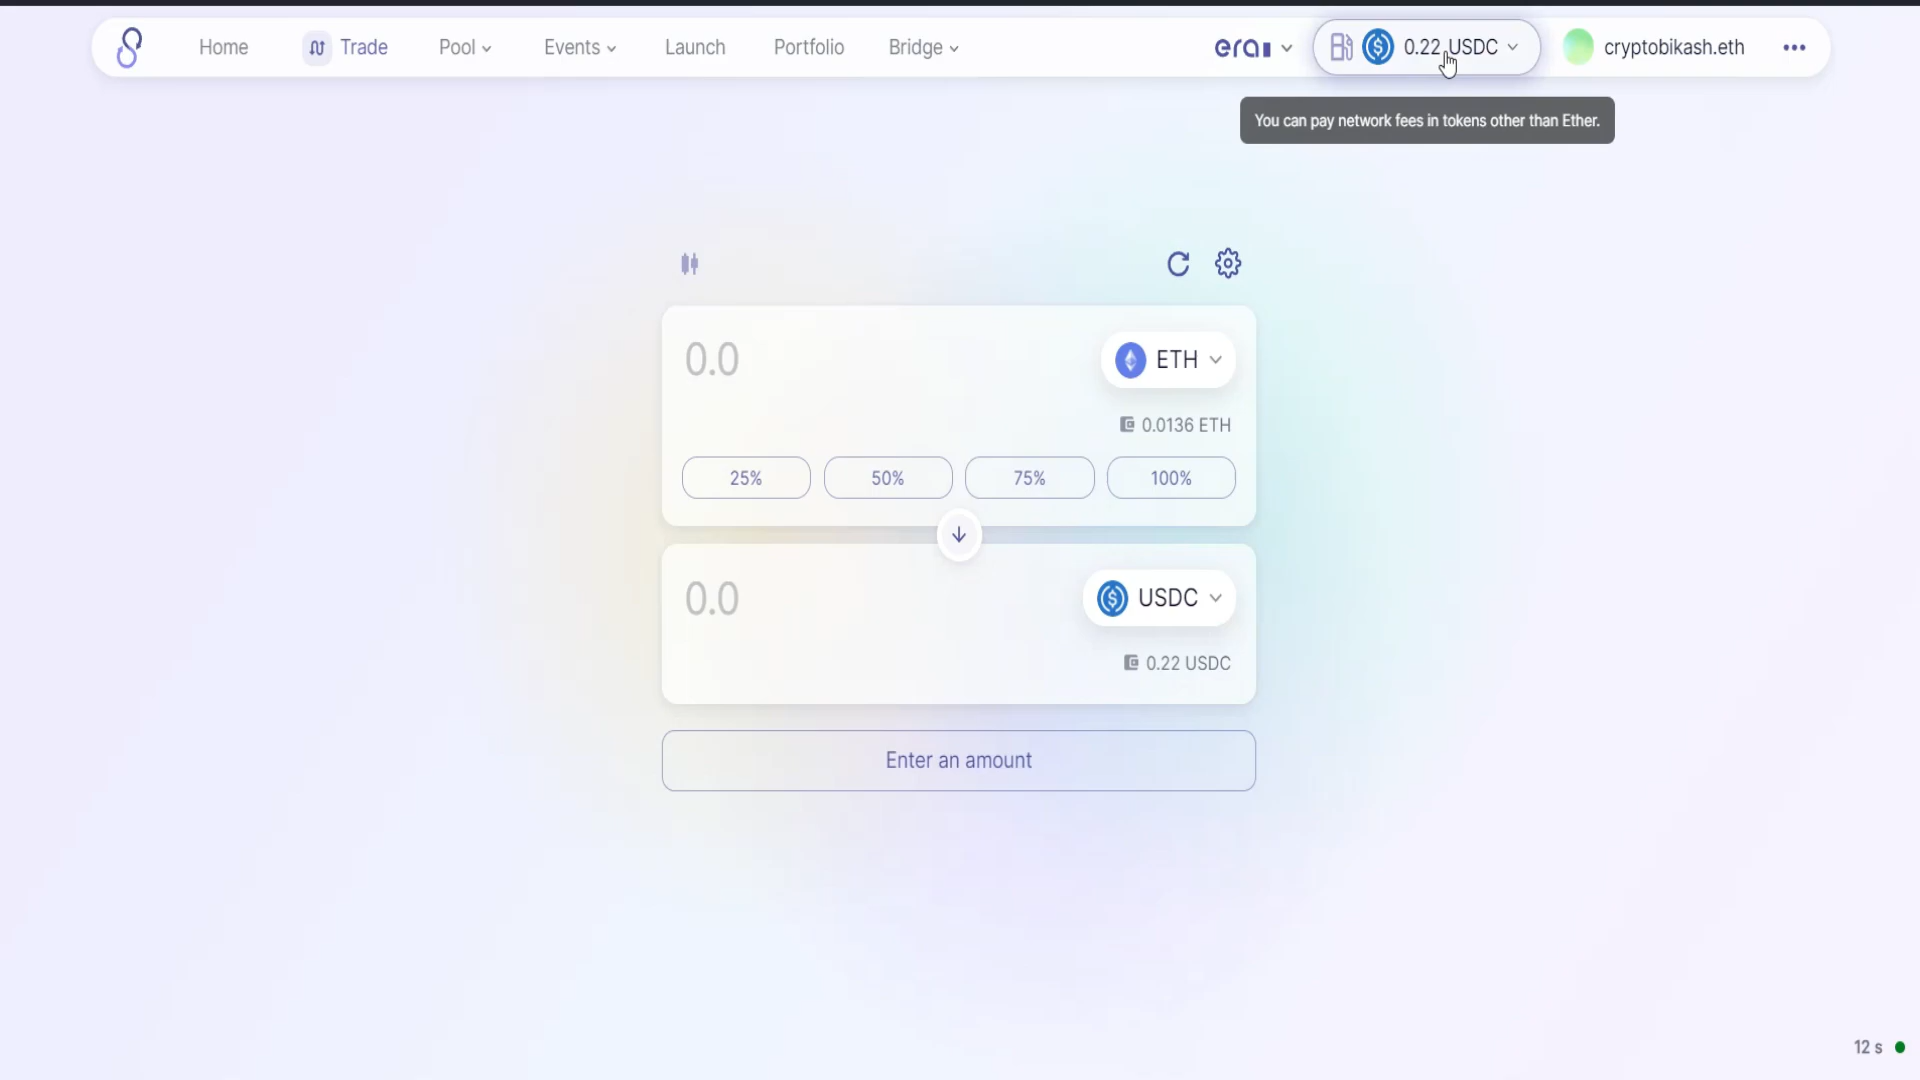 Home Trade Pool Events Launch Portfolio Bridge era 0.22 USDC cryptobikash.eth
You can pay network fees in tokens other than Ether.
0.0 ETH
0.0136 ETH
25% 50% 75% 100%
0.0 USDC
0.22 USDC
Enter an amount
12 s